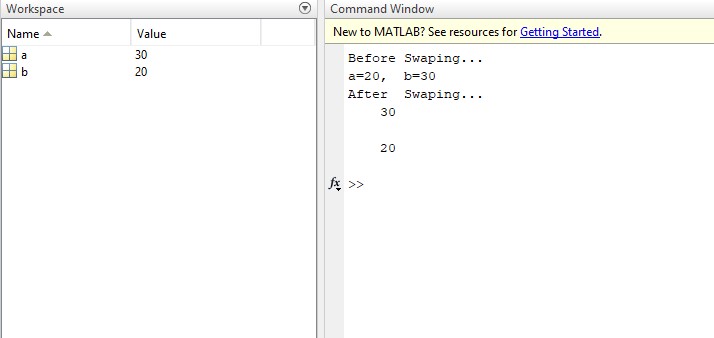 Workspace
Name Value
a 30
b 20
Command Window
New to MATLAB? See resources for Getting Started.
Before Swaping...
a=20,  b=30
After  Swaping...
30
20
fx >>